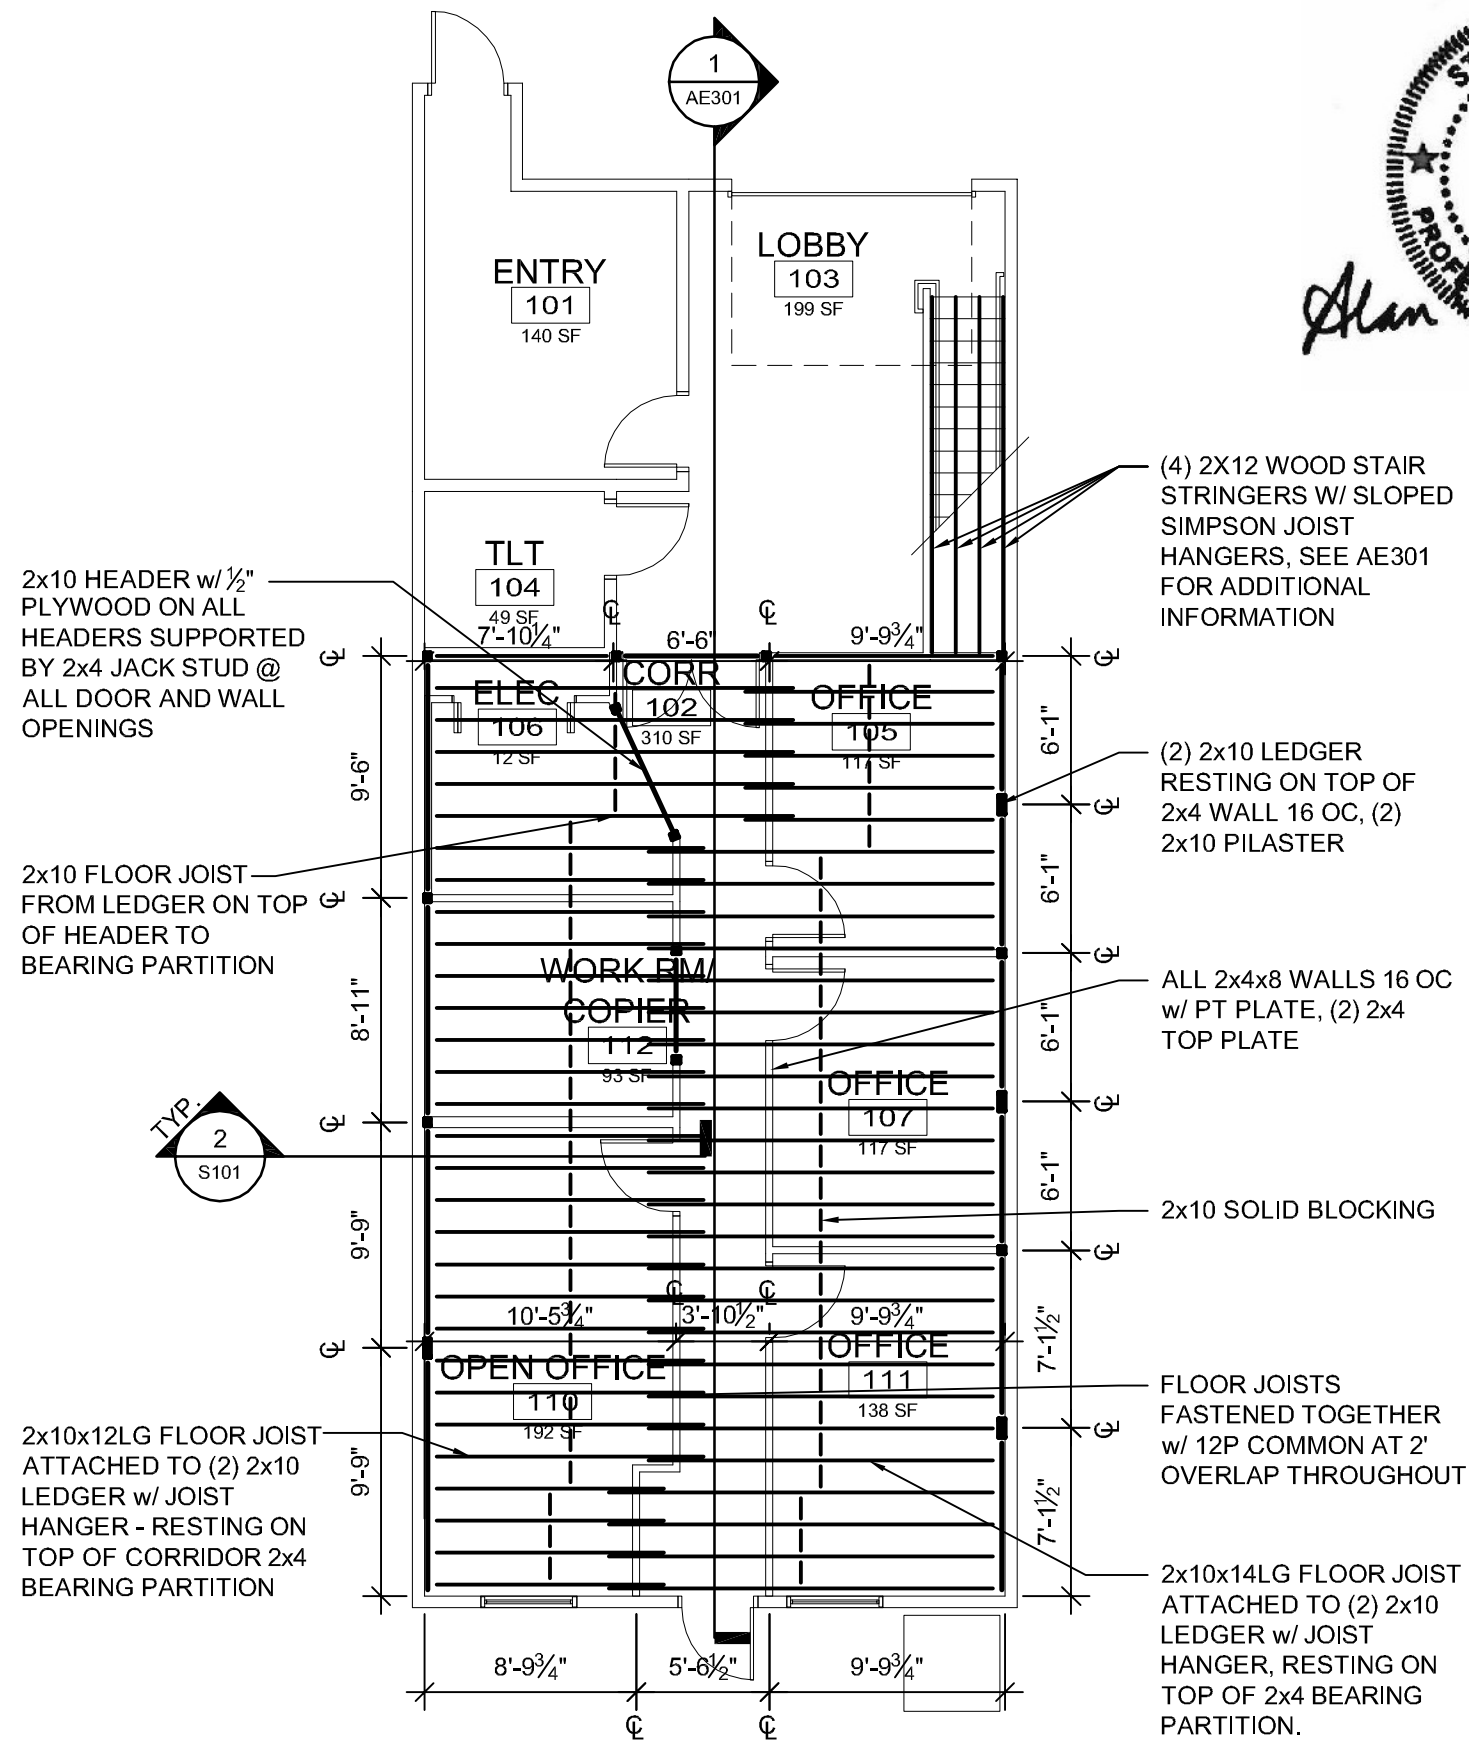 1
AE301
ENTRY
101
140 SF
LOBBY
103
199 SF
ST
PROFE
Alan
TLT
104
49 SF
(4) 2X12 WOOD STAIR
STRINGERS W/ SLOPED
SIMPSON JOIST
HANGERS, SEE AE301
FOR ADDITIONAL
INFORMATION
2x10 HEADER w/ ½"
PLYWOOD ON ALL
HEADERS SUPPORTED
BY 2x4 JACK STUD @
ALL DOOR AND WALL
OPENINGS
℄
℄
7'-10¼"
6'-6"
9'-9¾"
℄
℄
ELEC
106
12 SF
CORR
102
310 SF
OFFICE
105
117 SF
9'-6"
6'-1"
(2) 2x10 LEDGER
RESTING ON TOP OF
2x4 WALL 16 OC, (2)
2x10 PILASTER
℄
2x10 FLOOR JOIST
FROM LEDGER ON TOP
OF HEADER TO
BEARING PARTITION
℄
6'-1"
℄
WORK RM/
COPIER
112
93 SF
8'-11"
6'-1"
ALL 2x4x8 WALLS 16 OC
w/ PT PLATE, (2) 2x4
TOP PLATE
OFFICE
107
117 SF
℄
℄
TYP.
2
S101
9'-9"
6'-1"
2x10 SOLID BLOCKING
℄
℄
℄
10'-5¾"
3'-10½"
9'-9¾"
℄
OPEN OFFICE
110
192 SF
OFFICE
111
138 SF
7'-1½"
FLOOR JOISTS
FASTENED TOGETHER
w/ 12P COMMON AT 2'
OVERLAP THROUGHOUT
℄
2x10x12LG FLOOR JOIST
ATTACHED TO (2) 2x10
LEDGER w/ JOIST
HANGER - RESTING ON
TOP OF CORRIDOR 2x4
BEARING PARTITION
9'-9"
7'-1½"
2x10x14LG FLOOR JOIST
ATTACHED TO (2) 2x10
LEDGER w/ JOIST
HANGER, RESTING ON
TOP OF 2x4 BEARING
PARTITION.
8'-9¾"
5'-6½"
9'-9¾"
℄
℄